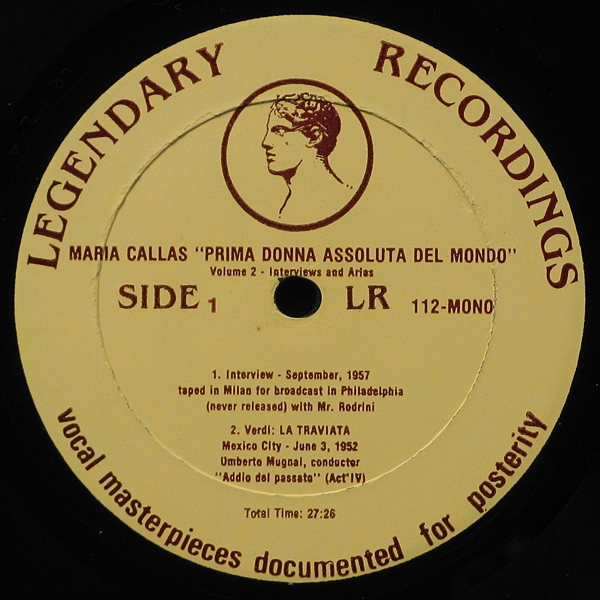 LEGENDARY RECORDINGS
MARIA CALLAS "PRIMA DONNA ASSOLUTA DEL MONDO"
Volume 2 - Interviews and Arias
SIDE 1
LR 112-MONO
1. Interview - September, 1957
taped in Milan for broadcast in Philadelphia
(never released) with Mr. Rodrini
2. Verdi: LA TRAVIATA
Mexico City - June 3, 1952
Umberto Mugnai, conductor
"Addio del passato" (Act IV)
Total Time: 27:26
vocal masterpieces documented for posterity